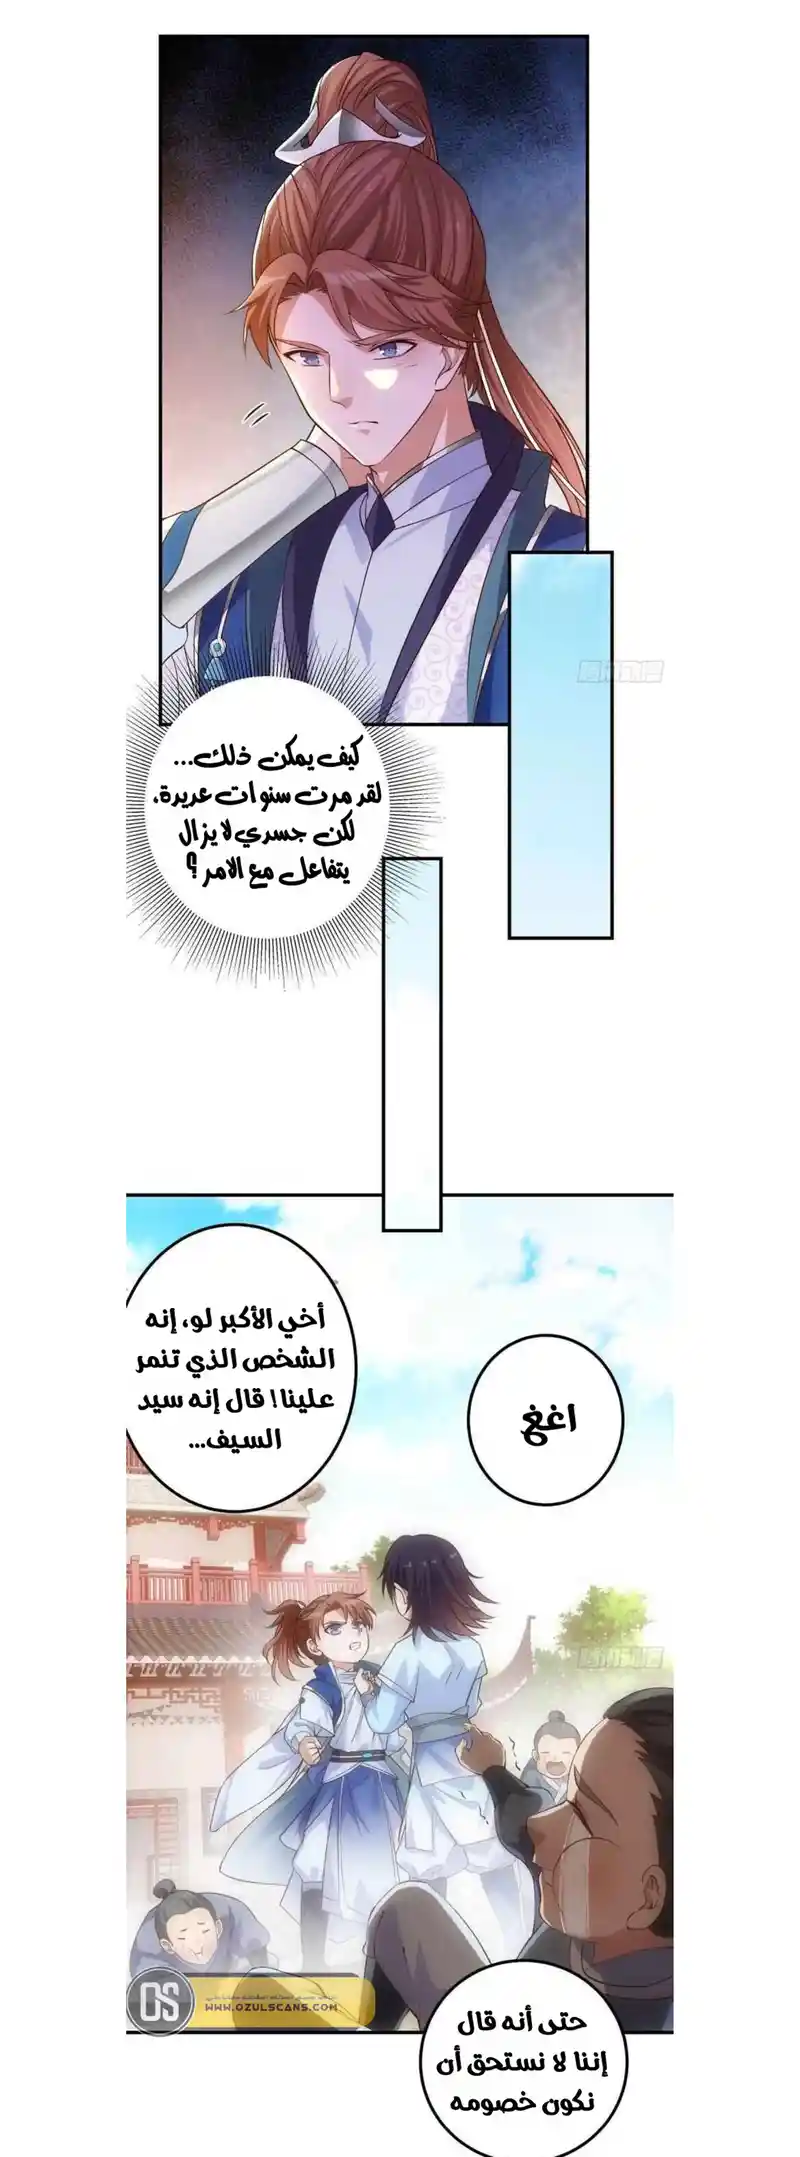 كيف يمكن ذلك...
لقد مرت سنوات عديدة،
لكن جسدي لا يزال
يتفاعل مع الامر ؟
اغغ
أخي الأكبر لو، إنه
الشخص الذي تنمر
علينا! قال إنه سيد
السيف...
OS
WWW.OZULSCANS.COM
حتى أنه قال
إننا لا نستحق أن
نكون خصومه